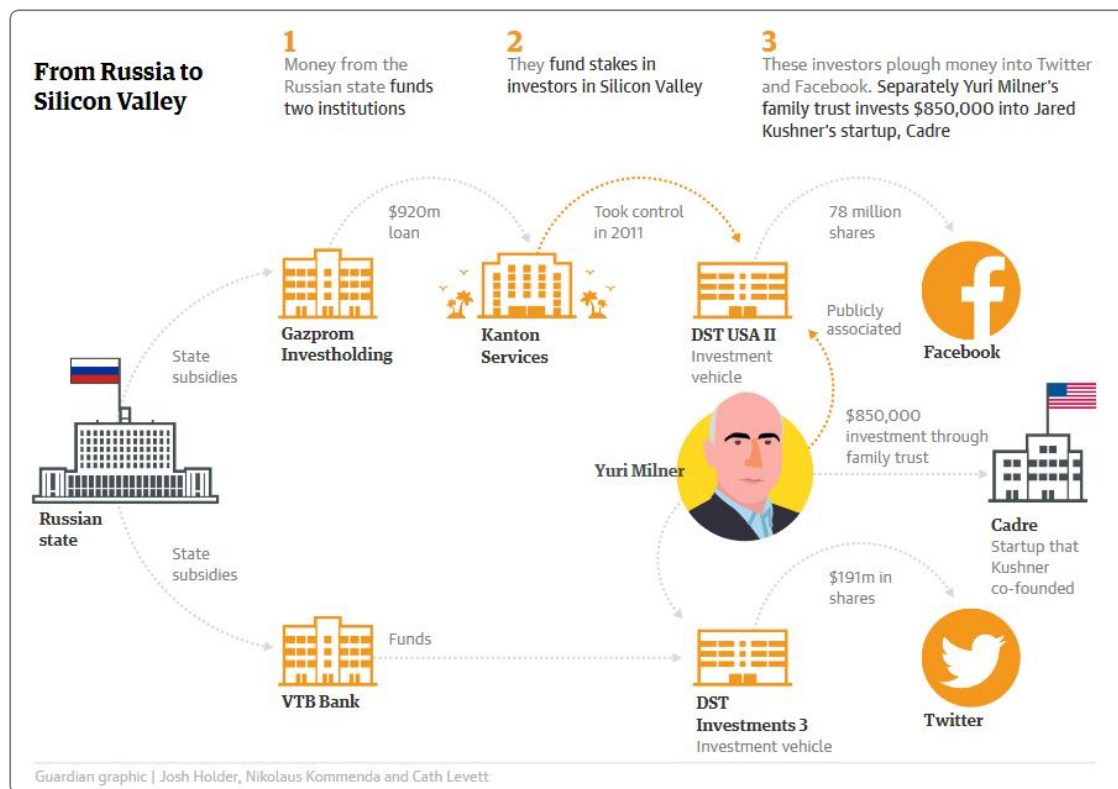 From Russia to
Silicon Valley
1
Money from the
Russian state funds
two institutions
2
They fund stakes in
investors in Silicon Valley
3
These investors plough money into Twitter
and Facebook. Separately Yuri Milner's
family trust invests $850,000 into Jared
Kushner's startup, Cadre
$920m
loan
Took control
in 2011
78 million
shares
Gazprom
Investholding
Kanton
Services
DST USA II
Investment
vehicle
Publicly
associated
Facebook
State
subsidies
$850,000
investment through
family trust
Yuri Milner
Russian
state
Cadre
Startup that
Kushner
co-founded
State
subsidies
$191m in
shares
Funds
VTB Bank
DST
Investments 3
Investment vehicle
Twitter
Guardian graphic | Josh Holder, Nikolaus Kommenda and Cath Levett